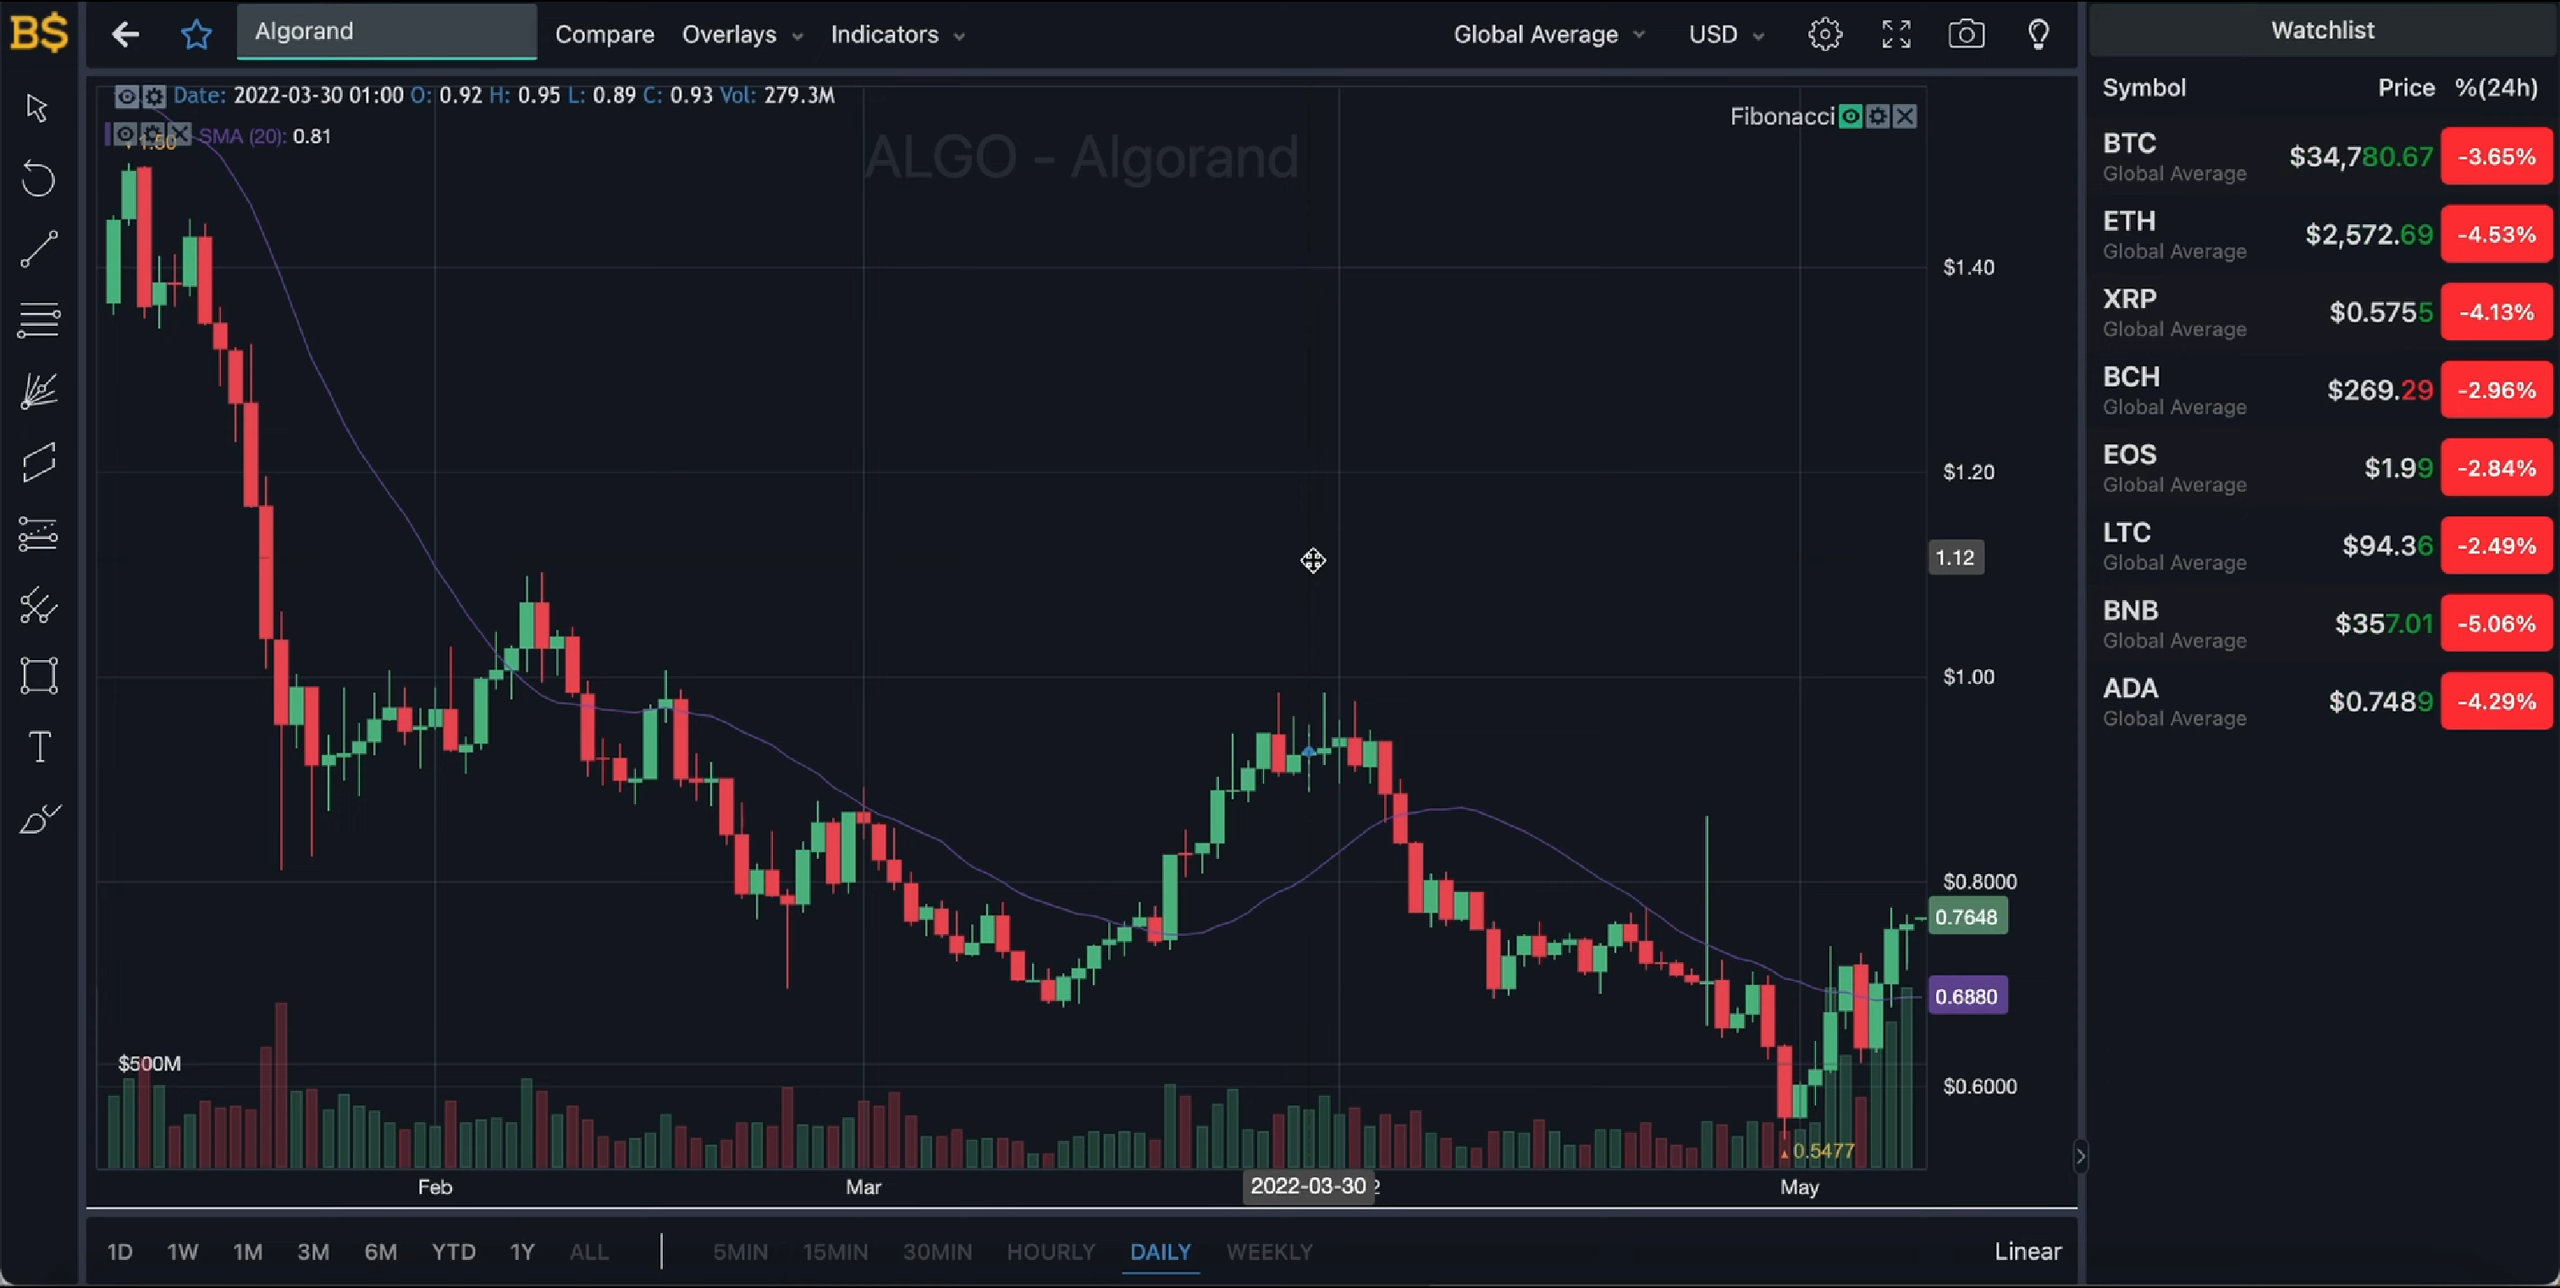 B$
Algorand
Compare
Overlays
Indicators
Global Average
USD
Watchlist
Date: 2022-03-30 01:00 O: 0.92 H: 0.95 L: 0.89 C: 0.93 Vol: 279.3M
SMA (20): 0.81
1.50
Fibonacci
ALGO - Algorand
$1.40
$1.20
1.12
$1.00
$0.8000
0.7648
0.6880
$0.6000
$500M
0.5477
Feb
Mar
2022-03-30
2
May
1D 1W 1M 3M 6M YTD 1Y ALL
5MIN 15MIN 30MIN HOURLY DAILY WEEKLY
Linear
Symbol Price %(24h)
BTC $34,780.67 -3.65%
Global Average
ETH $2,572.69 -4.53%
Global Average
XRP $0.5755 -4.13%
Global Average
BCH $269.29 -2.96%
Global Average
EOS $1.99 -2.84%
Global Average
LTC $94.36 -2.49%
Global Average
BNB $357.01 -5.06%
Global Average
ADA $0.7489 -4.29%
Global Average
T